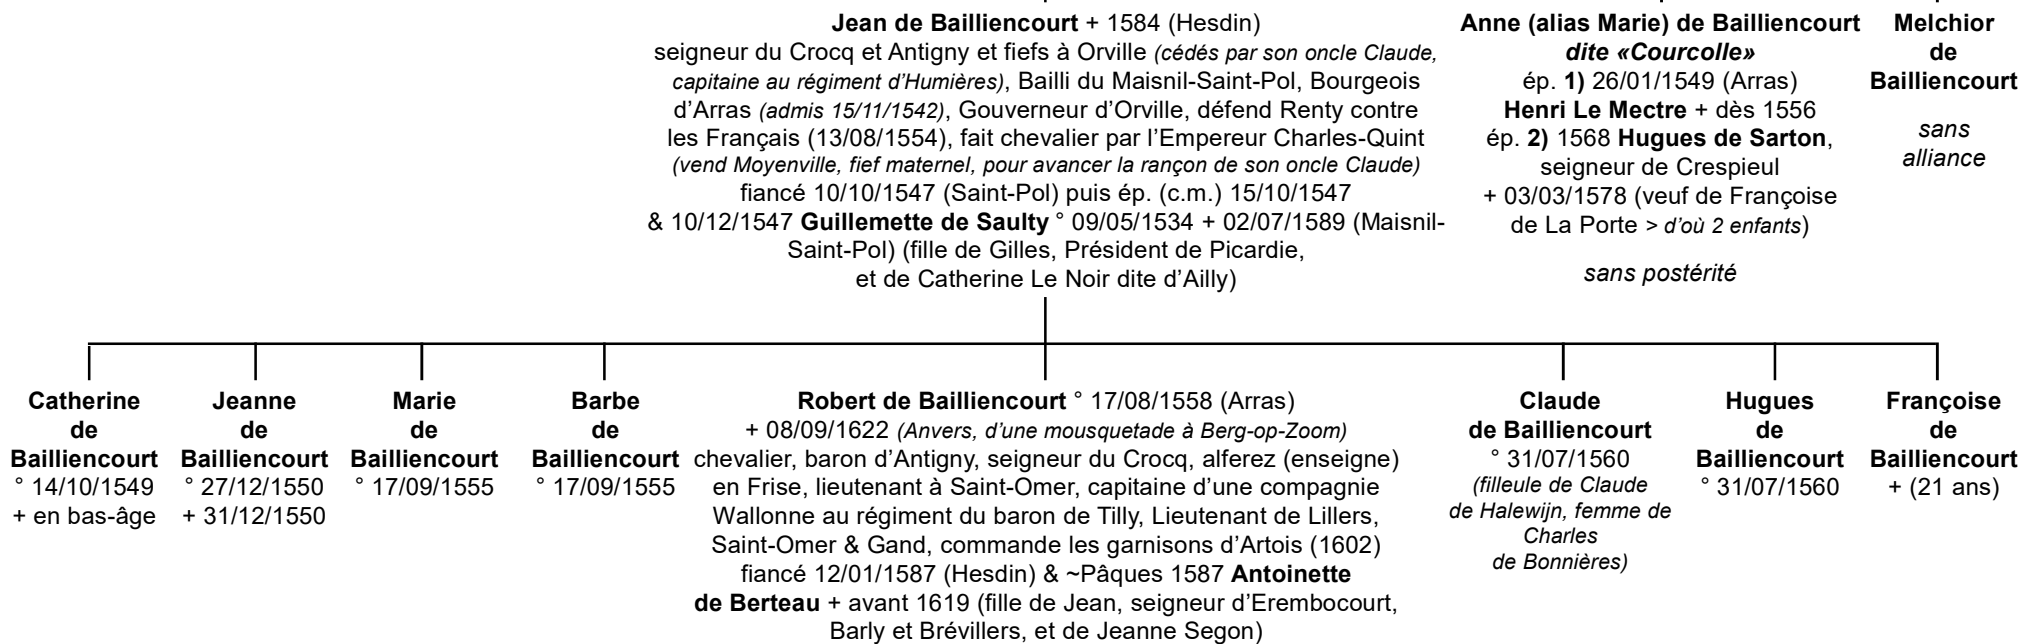 Jean de Bailliencourt + 1584 (Hesdin)
seigneur du Crocq et Antigny et fiefs à Orville (cédés par son oncle Claude,
capitaine au régiment d’Humières), Bailli du Maisnil-Saint-Pol, Bourgeois
d’Arras (admis 15/11/1542), Gouverneur d’Orville, défend Renty contre
les Français (13/08/1554), fait chevalier par l’Empereur Charles-Quint
(vend Moyenville, fief maternel, pour avancer la rançon de son oncle Claude)
fiancé 10/10/1547 (Saint-Pol) puis ép. (c.m.) 15/10/1547
& 10/12/1547 Guillemette de Saulty ° 09/05/1534 + 02/07/1589 (Maisnil-
Saint-Pol) (fille de Gilles, Président de Picardie,
et de Catherine Le Noir dite d’Ailly)
Anne (alias Marie) de Bailliencourt
dite «Courcolle»
ép. 1) 26/01/1549 (Arras)
Henri Le Mectre + dès 1556
ép. 2) 1568 Hugues de Sarton,
seigneur de Crespieul
+ 03/03/1578 (veuf de Françoise
de La Porte > d’où 2 enfants)
sans postérité
Melchior
de
Bailliencourt
sans
alliance
Catherine
de
Bailliencourt
° 14/10/1549
+ en bas-âge
Jeanne
de
Bailliencourt
° 27/12/1550
+ 31/12/1550
Marie
de
Bailliencourt
° 17/09/1555
Barbe
de
Bailliencourt
° 17/09/1555
Robert de Bailliencourt ° 17/08/1558 (Arras)
+ 08/09/1622 (Anvers, d’une mousquetade à Berg-op-Zoom)
chevalier, baron d’Antigny, seigneur du Crocq, alferez (enseigne)
en Frise, lieutenant à Saint-Omer, capitaine d’une compagnie
Wallonne au régiment du baron de Tilly, Lieutenant de Lillers,
Saint-Omer & Gand, commande les garnisons d’Artois (1602)
fiancé 12/01/1587 (Hesdin) & ~Pâques 1587 Antoinette
de Berteau + avant 1619 (fille de Jean, seigneur d’Erembocourt,
Barly et Brévillers, et de Jeanne Segon)
Claude
de Bailliencourt
° 31/07/1560
(filleule de Claude
de Halewijn, femme de
Charles
de Bonnières)
Hugues
de
Bailliencourt
° 31/07/1560
Françoise
de
Bailliencourt
+ (21 ans)